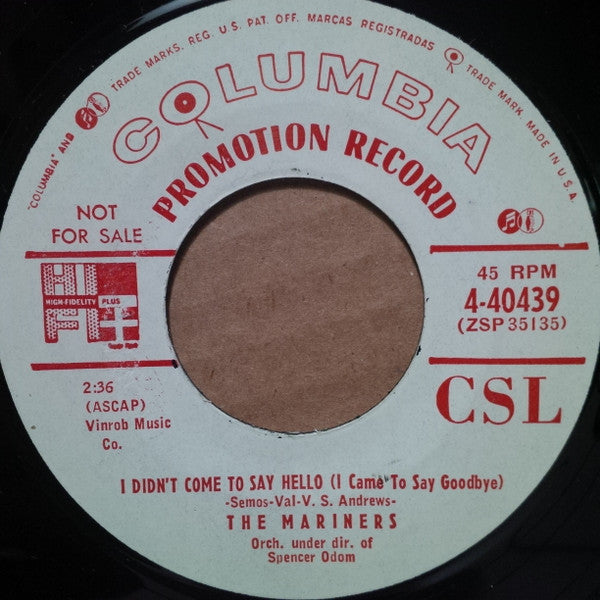 "COLUMBIA" AND TRADE MARKS. REG. U.S. PAT. OFF. MARCAS REGISTRADAS TRADE MARK. MADE IN U.S.A.
COLUMBIA
PROMOTION RECORD
NOT
FOR SALE
HI
FI
HIGH-FIDELITY PLUS
45 RPM
4-40439
(ZSP 35135)
CSL
2:36
(ASCAP)
Vinrob Music
Co.
I DIDN'T COME TO SAY HELLO (I Came To Say Goodbye)
-Semos-Val-V. S. Andrews-
THE MARINERS
Orch. under dir. of
Spencer Odom